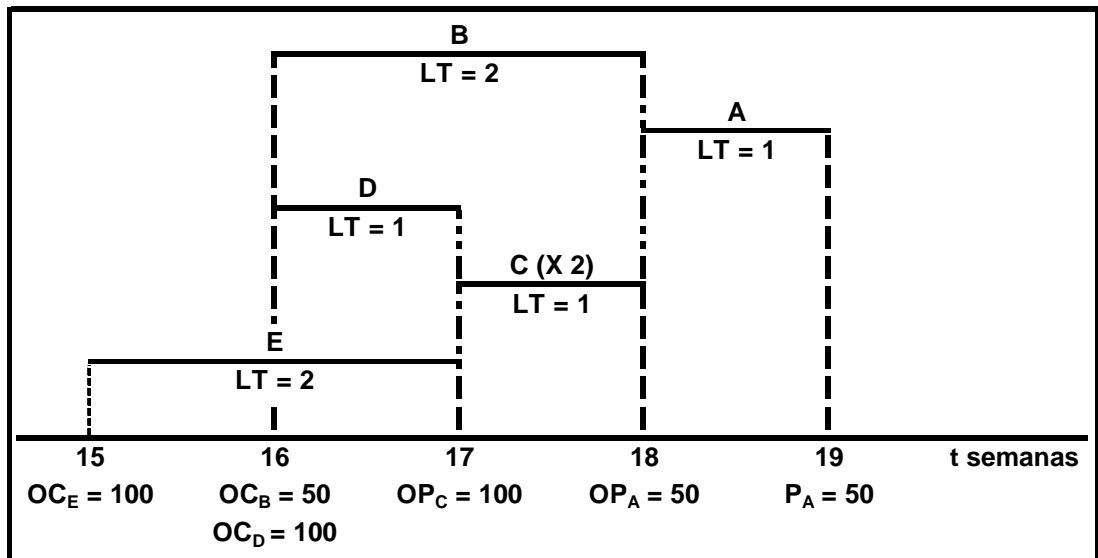 B
LT = 2
A
LT = 1
D
LT = 1
C (X 2)
LT = 1
E
LT = 2
15 16 17 18 19 t semanas
OC_E = 100 OC_B = 50 OP_C = 100 OP_A = 50 P_A = 50
OC_D = 100